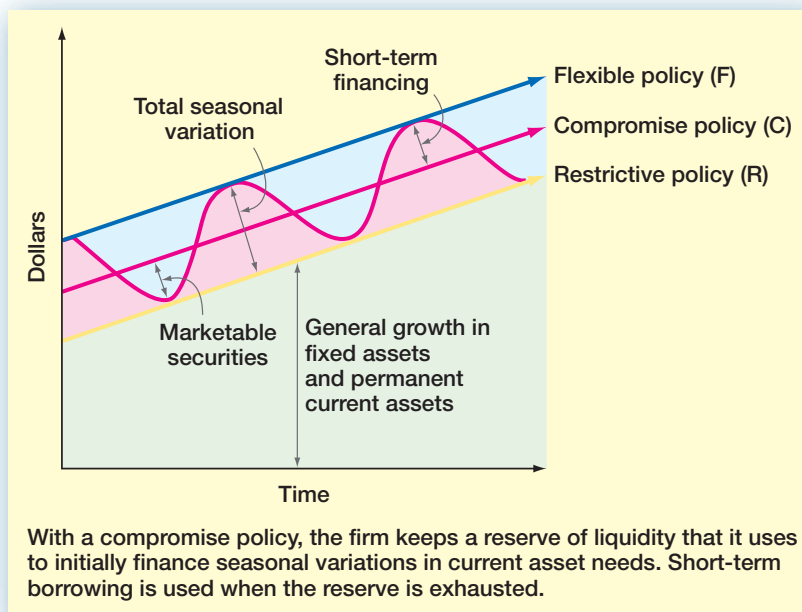 Short-term
financing
Total seasonal
variation
Flexible policy (F)
Compromise policy (C)
Restrictive policy (R)
Dollars
Marketable
securities
General growth in
fixed assets
and permanent
current assets
Time
With a compromise policy, the firm keeps a reserve of liquidity that it uses
to initially finance seasonal variations in current asset needs. Short-term
borrowing is used when the reserve is exhausted.